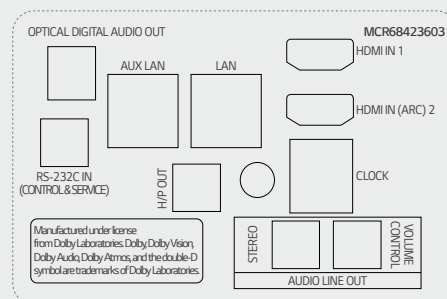 OPTICAL DIGITAL AUDIO OUT
MCR68423603
HDMI IN 1
AUX LAN
LAN
HDMI IN (ARC) 2
RS-232C IN
(CONTROL & SERVICE)
H/P OUT
CLOCK
Manufactured under license
from Dolby Laboratories. Dolby, Dolby Vision,
Dolby Audio, Dolby Atmos, and the double-D
symbol are trademarks of Dolby Laboratories.
STEREO
VOLUME
CONTROL
AUDIO LINE OUT